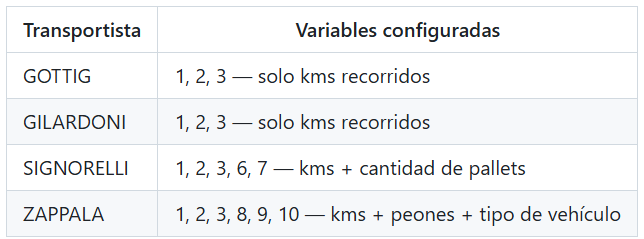 Transportista Variables configuradas
GOTTIG 1, 2, 3 — solo kms recorridos
GILARDONI 1, 2, 3 — solo kms recorridos
SIGNORELLI 1, 2, 3, 6, 7 — kms + cantidad de pallets
ZAPPALA 1, 2, 3, 8, 9, 10 — kms + peones + tipo de vehículo